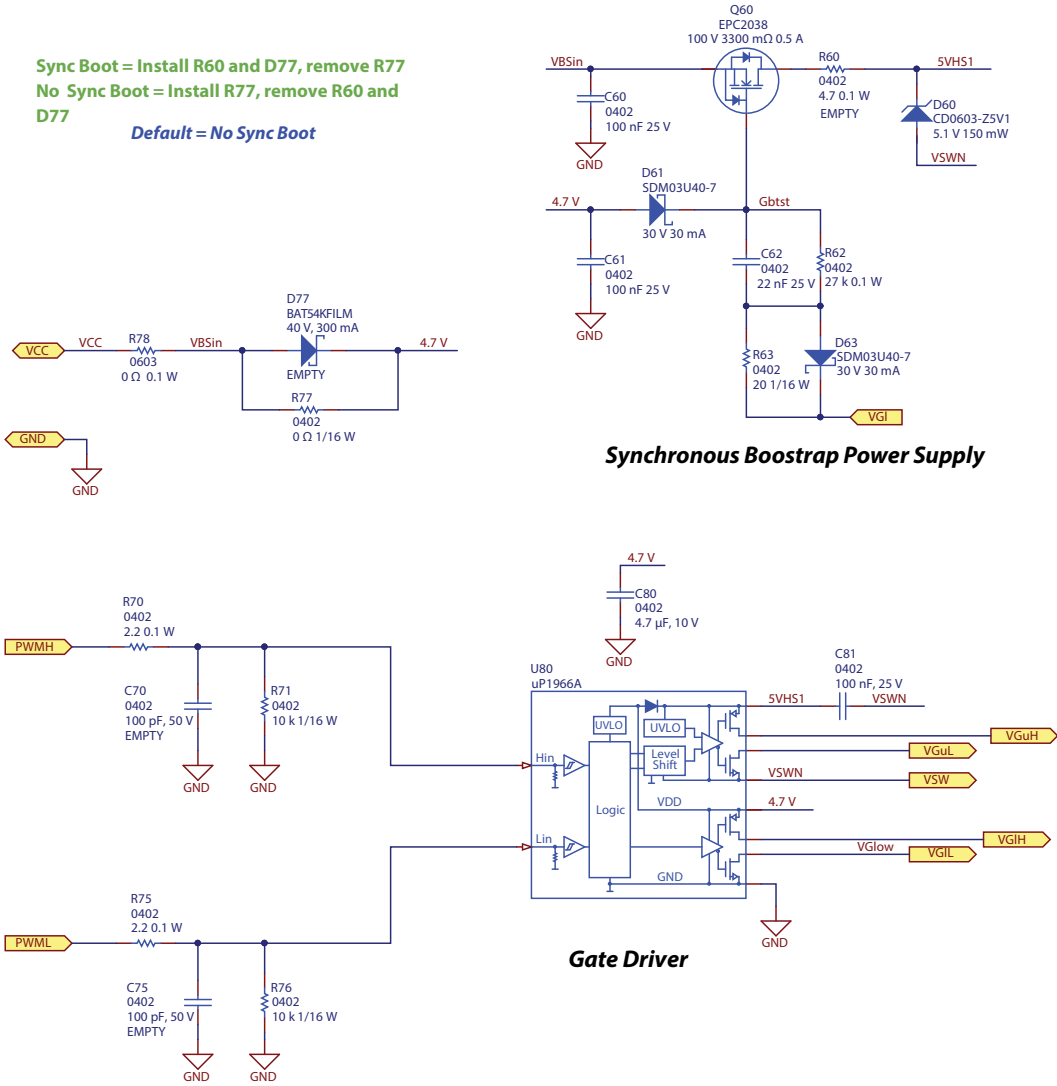 Q60
EPC2038
100 V 3300 mΩ 0.5 A
Sync Boot = Install R60 and D77, remove R77
No Sync Boot = Install R77, remove R60 and
D77
Default = No Sync Boot
VBSin
R60
0402
4.7 0.1 W
EMPTY
5VHS1
C60
0402
100 nF 25 V
GND
D60
CD0603-Z5V1
5.1 V 150 mW
VSWN
D61
SDM03U40-7
30 V 30 mA
4.7 V
Gbtst
C61
0402
100 nF 25 V
GND
C62
0402
22 nF 25 V
R62
0402
27 k 0.1 W
D77
BAT54KFILM
40 V, 300 mA
EMPTY
VCC
VCC
R78
0603
0 Ω 0.1 W
VBSin
4.7 V
R77
0402
0 Ω 1/16 W
R63
0402
20 1/16 W
D63
SDM03U40-7
30 V 30 mA
VGl
GND
GND
Synchronous Boostrap Power Supply
4.7 V
C80
0402
4.7 µF, 10 V
GND
R70
0402
2.2 0.1 W
PWMH
C70
0402
100 pF, 50 V
EMPTY
GND
R71
0402
10 k 1/16 W
GND
U80
uP1966A
UVLO
UVLO
Hin
Level
Shift
Logic
VDD
Lin
GND
C81
0402
100 nF, 25 V
5VHS1
VSWN
VGuH
VGuL
VSWN
VSW
4.7 V
VGlH
VGlow
VGlL
GND
R75
0402
2.2 0.1 W
PWML
C75
0402
100 pF, 50 V
EMPTY
GND
R76
0402
10 k 1/16 W
GND
Gate Driver